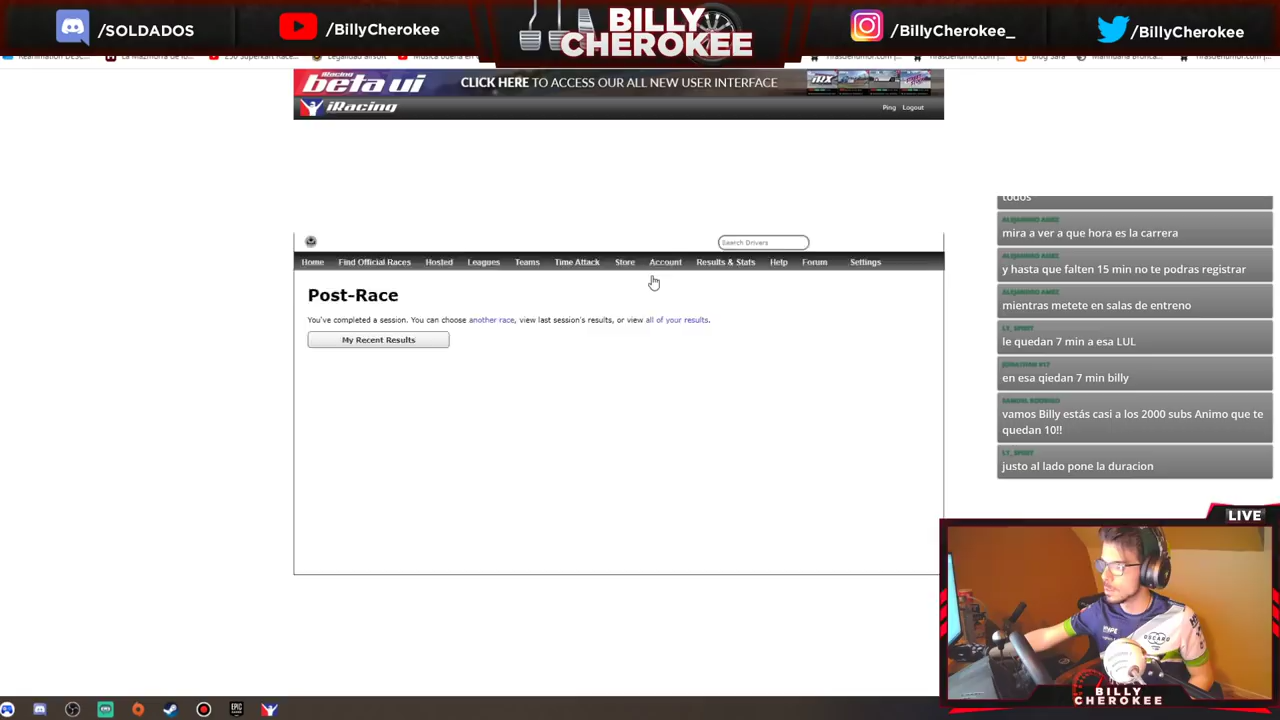 /SOLDADOS
/BillyCherokee
BILLY
CHEROKEE
/BillyCherokee_
/BillyCherokee
iRacing
beta ui
CLICK HERE TO ACCESS OUR ALL NEW USER INTERFACE
iRacing
Ping Logout
Search Drivers
Home Find Official Races Hosted Leagues Teams Time Attack Store Account Results & Stats Help Forum Settings
Post-Race
You've completed a session. You can choose another race, view last session's results, or view all of your results.
My Recent Results
todos
mira a ver a que hora es la carrera
y hasta que falten 15 min no te podras registrar
mientras metete en salas de entreno
le quedan 7 min a esa LUL
en esa qiedan 7 min billy
vamos Billy estás casi a los 2000 subs Animo que te
quedan 10!!
justo al lado pone la duracion
LIVE
BILLY
CHEROKEE